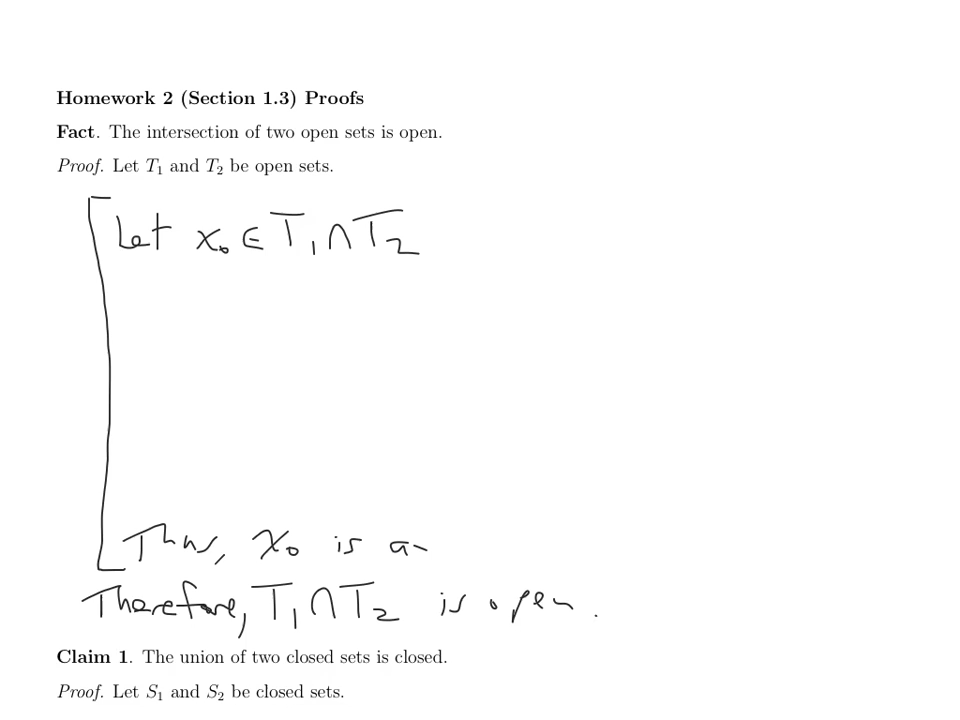 Homework 2 (Section 1.3) Proofs
Fact. The intersection of two open sets is open.
Proof. Let T₁ and T₂ be open sets.
Let x₀ ∈ T₁ ∩ T₂
Thus, x₀ is an
Therefore, T₁ ∩ T₂ is open.
Claim 1. The union of two closed sets is closed.
Proof. Let S₁ and S₂ be closed sets.